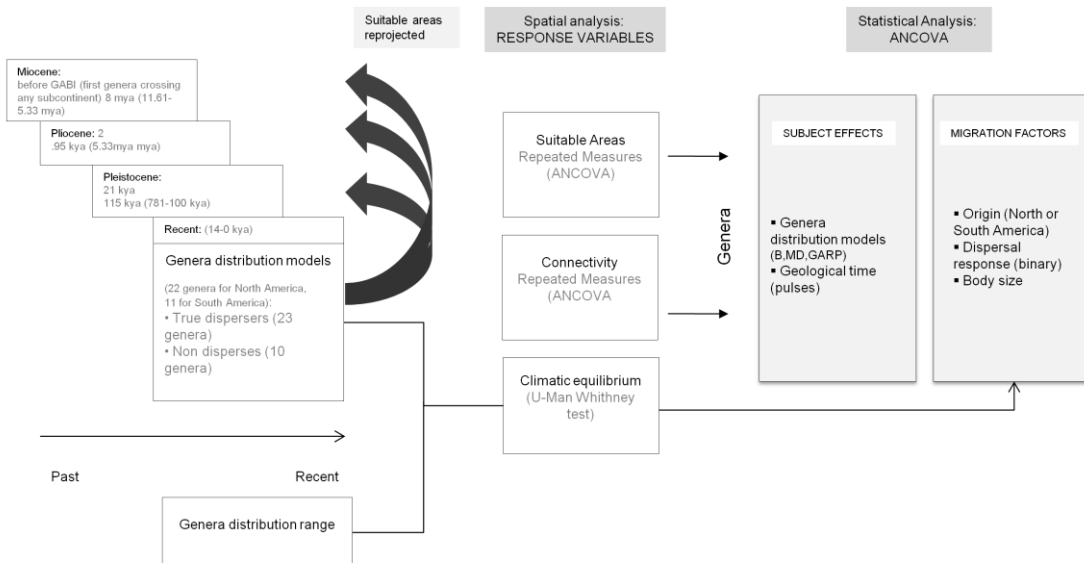 Suitable areas
reprojected
Spatial analysis:
RESPONSE VARIABLES
Statistical Analysis:
ANCOVA
Miocene:
before GABI (first genera crossing
any subcontinent) 8 mya (11.61-
5.33 mya)
Pliocene: 2
.95 kya (5.33mya mya)
Pleistocene:
21 kya
115 kya (781-100 kya)
Recent: (14-0 kya)
Genera distribution models
(22 genera for North America,
11 for South America):
• True dispersers (23
genera)
• Non disperses (10
genera)
Past
Recent
Genera distribution range
Suitable Areas
Repeated Measures
(ANCOVA)
Connectivity
Repeated Measures
(ANCOVA
Climatic equilibrium
(U-Man Whithney
test)
Genera
SUBJECT EFFECTS
▪ Genera
distribution models
(B,MD,GARP)
▪ Geological time
(pulses)
MIGRATION FACTORS
▪ Origin (North or
South America)
▪ Dispersal
response (binary)
▪ Body size